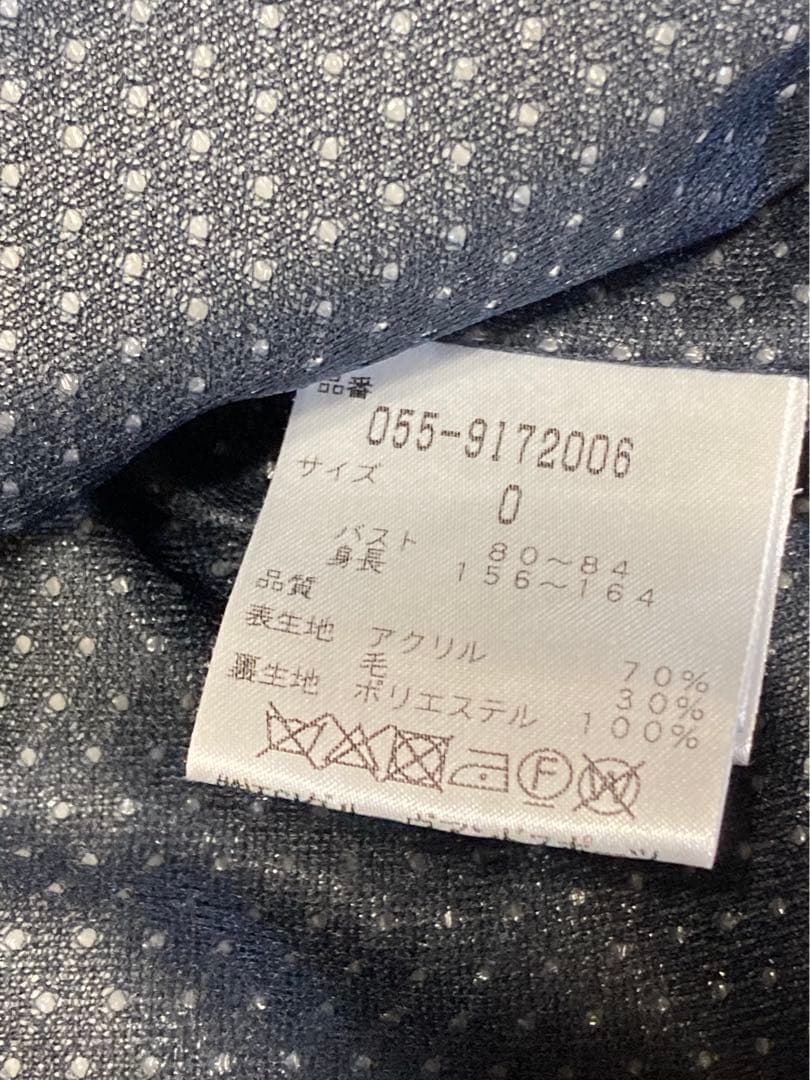 品番
055-9172006
サイズ
0
バスト 80～84
身長 156～164
品質
表生地 アクリル 70%
毛 30%
裏生地 ポリエステル 100%
F
W